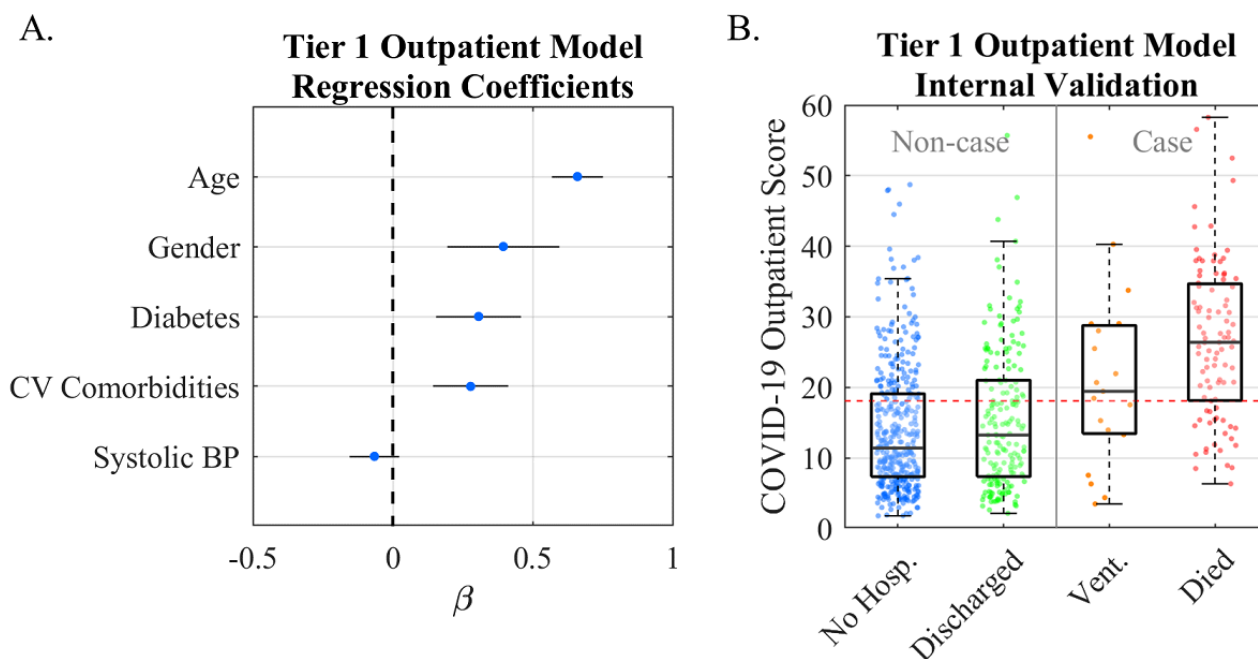 A.
Tier 1 Outpatient Model
Regression Coefficients
Age
Gender
Diabetes
CV Comorbidities
Systolic BP
-0.5
0
0.5
1
β
B.
Tier 1 Outpatient Model
Internal Validation
COVID-19 Outpatient Score
60
50
40
30
20
10
0
Non-case
Case
No Hosp.
Discharged
Vent.
Died